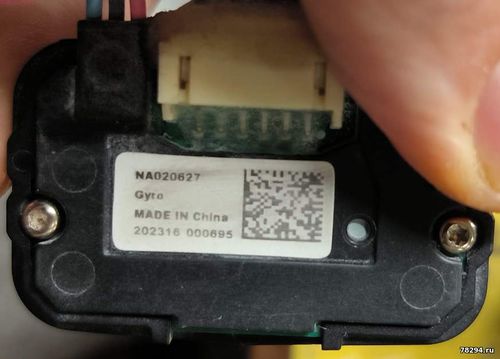 NA020627
Gyro
MADE IN China
202316 000695
78294.ru